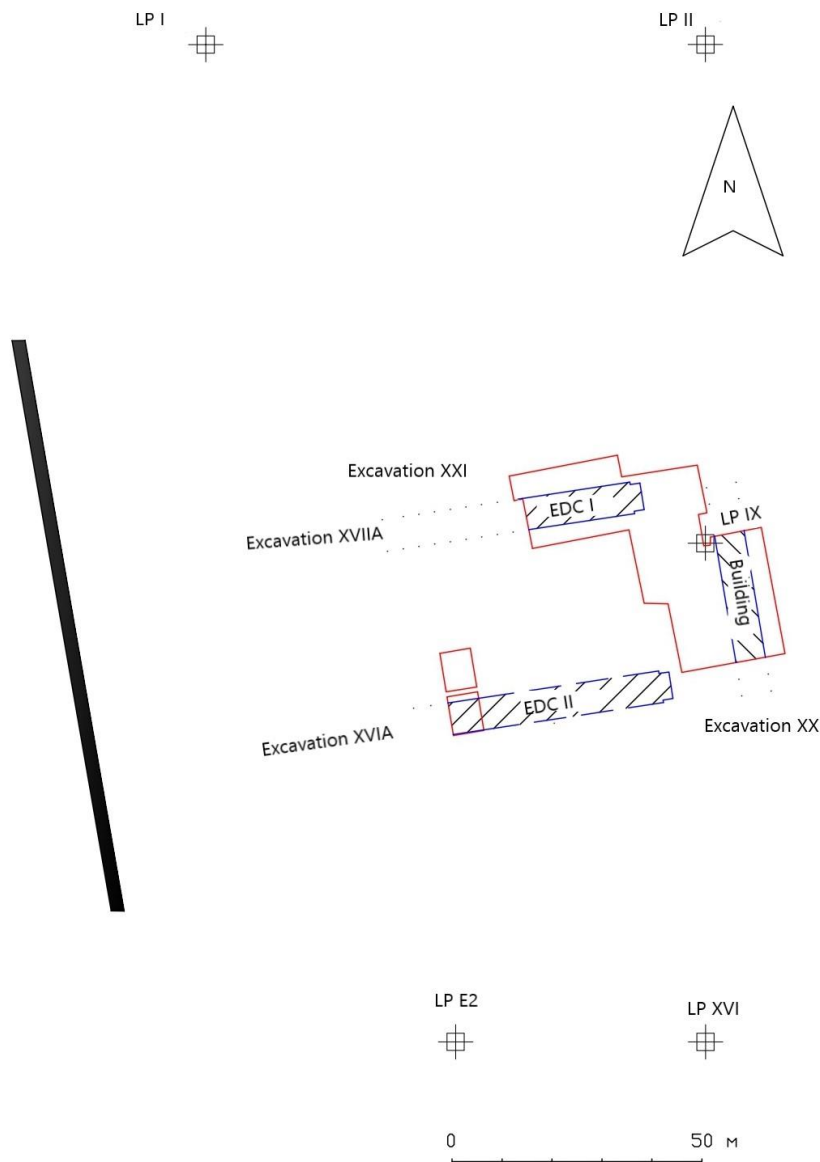 LP I
LP II
N
Excavation XXI
EDC I
LP IX
Excavation XVIIA
Building
EDC II
Excavation XX
Excavation XVIA
LP E2
LP XVI
0
50 м